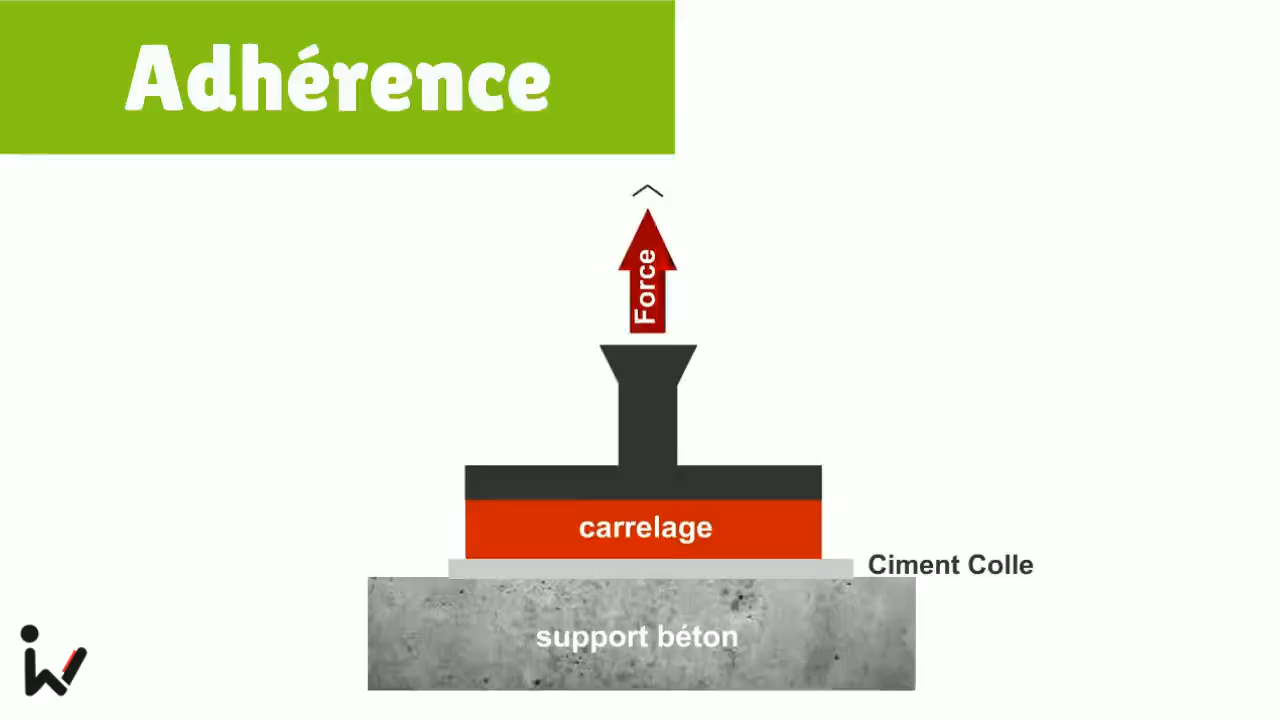 Adhérence
Force
carrelage
Ciment Colle
support béton